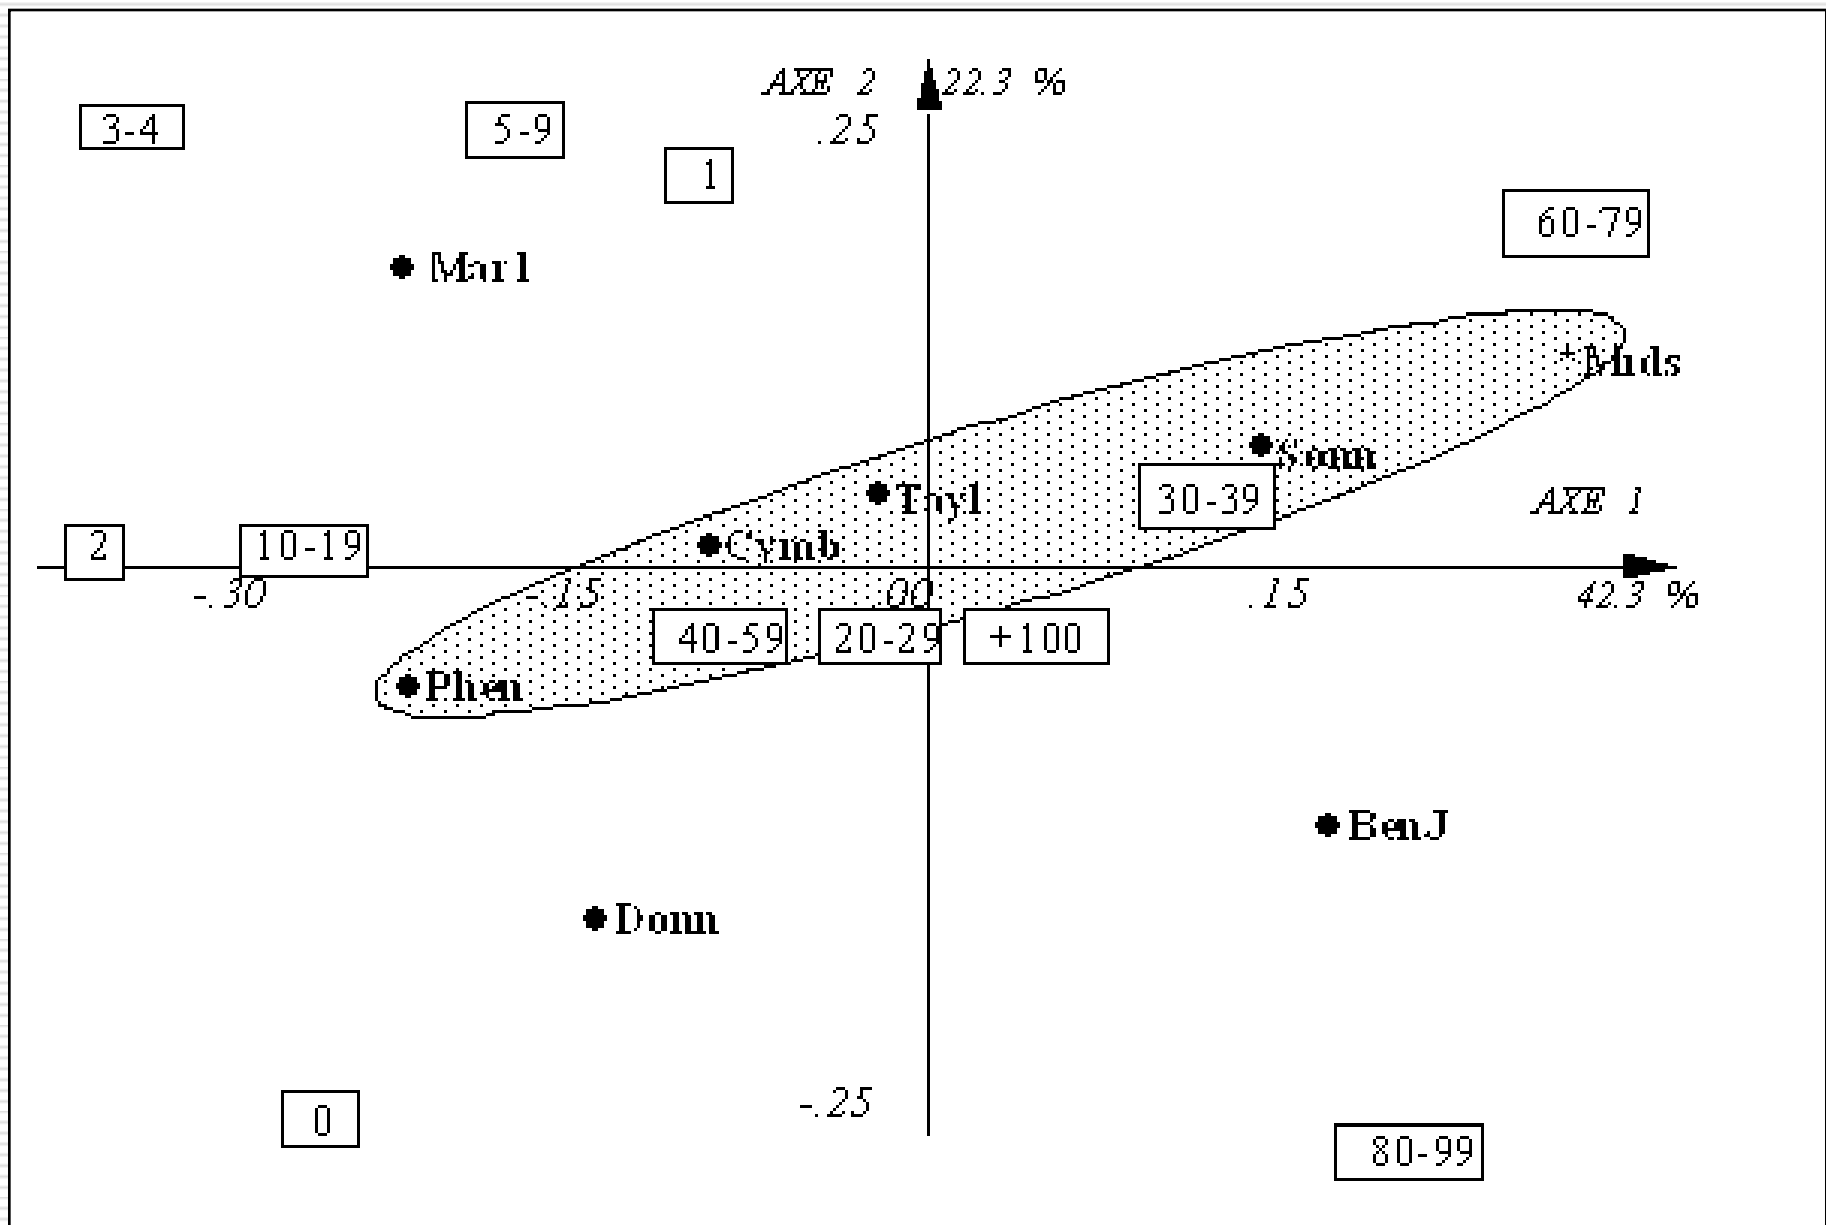 AXE 2 22.3 %
3-4 5-9 .25
1
60-79
Marl
Mids
Sonn
Tayl 30-39 AXE 1
2 10-19 Cymb
-.30 -.15 .00 .15 42.3 %
40-59 20-29 +100
Phen
BenJ
Donn
-.25
0
80-99